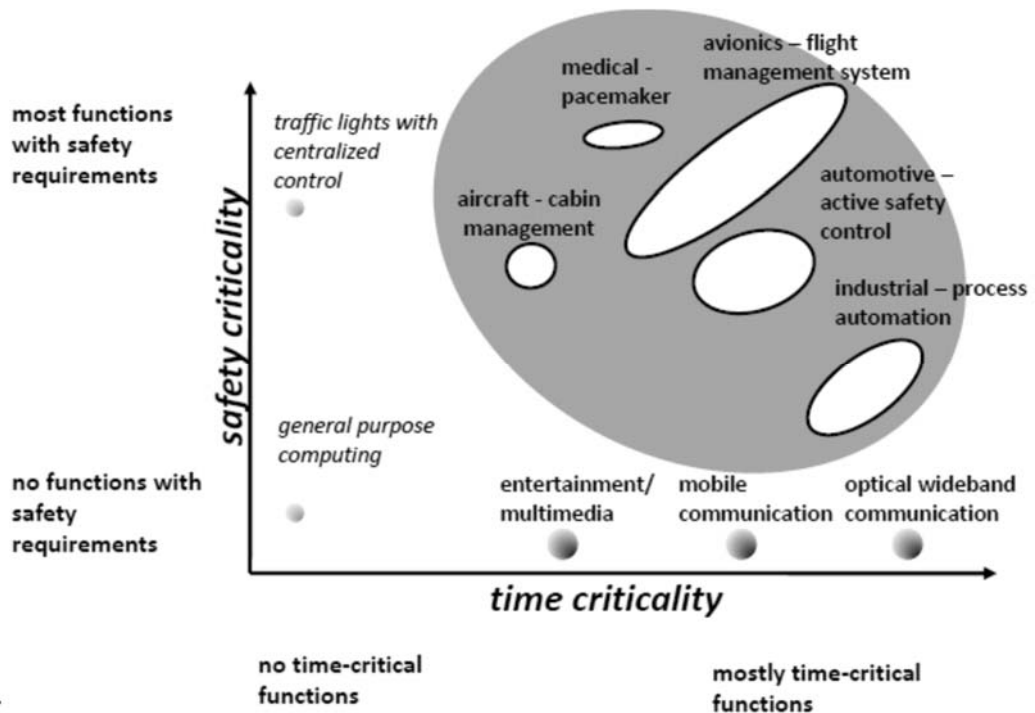 most functions
with safety
requirements
safety criticality
no functions with
safety
requirements
traffic lights with
centralized
control
medical -
pacemaker
avionics – flight
management system
aircraft - cabin
management
automotive –
active safety
control
industrial – process
automation
general purpose
computing
entertainment/
multimedia
mobile
communication
optical wideband
communication
time criticality
no time-critical
functions
mostly time-critical
functions